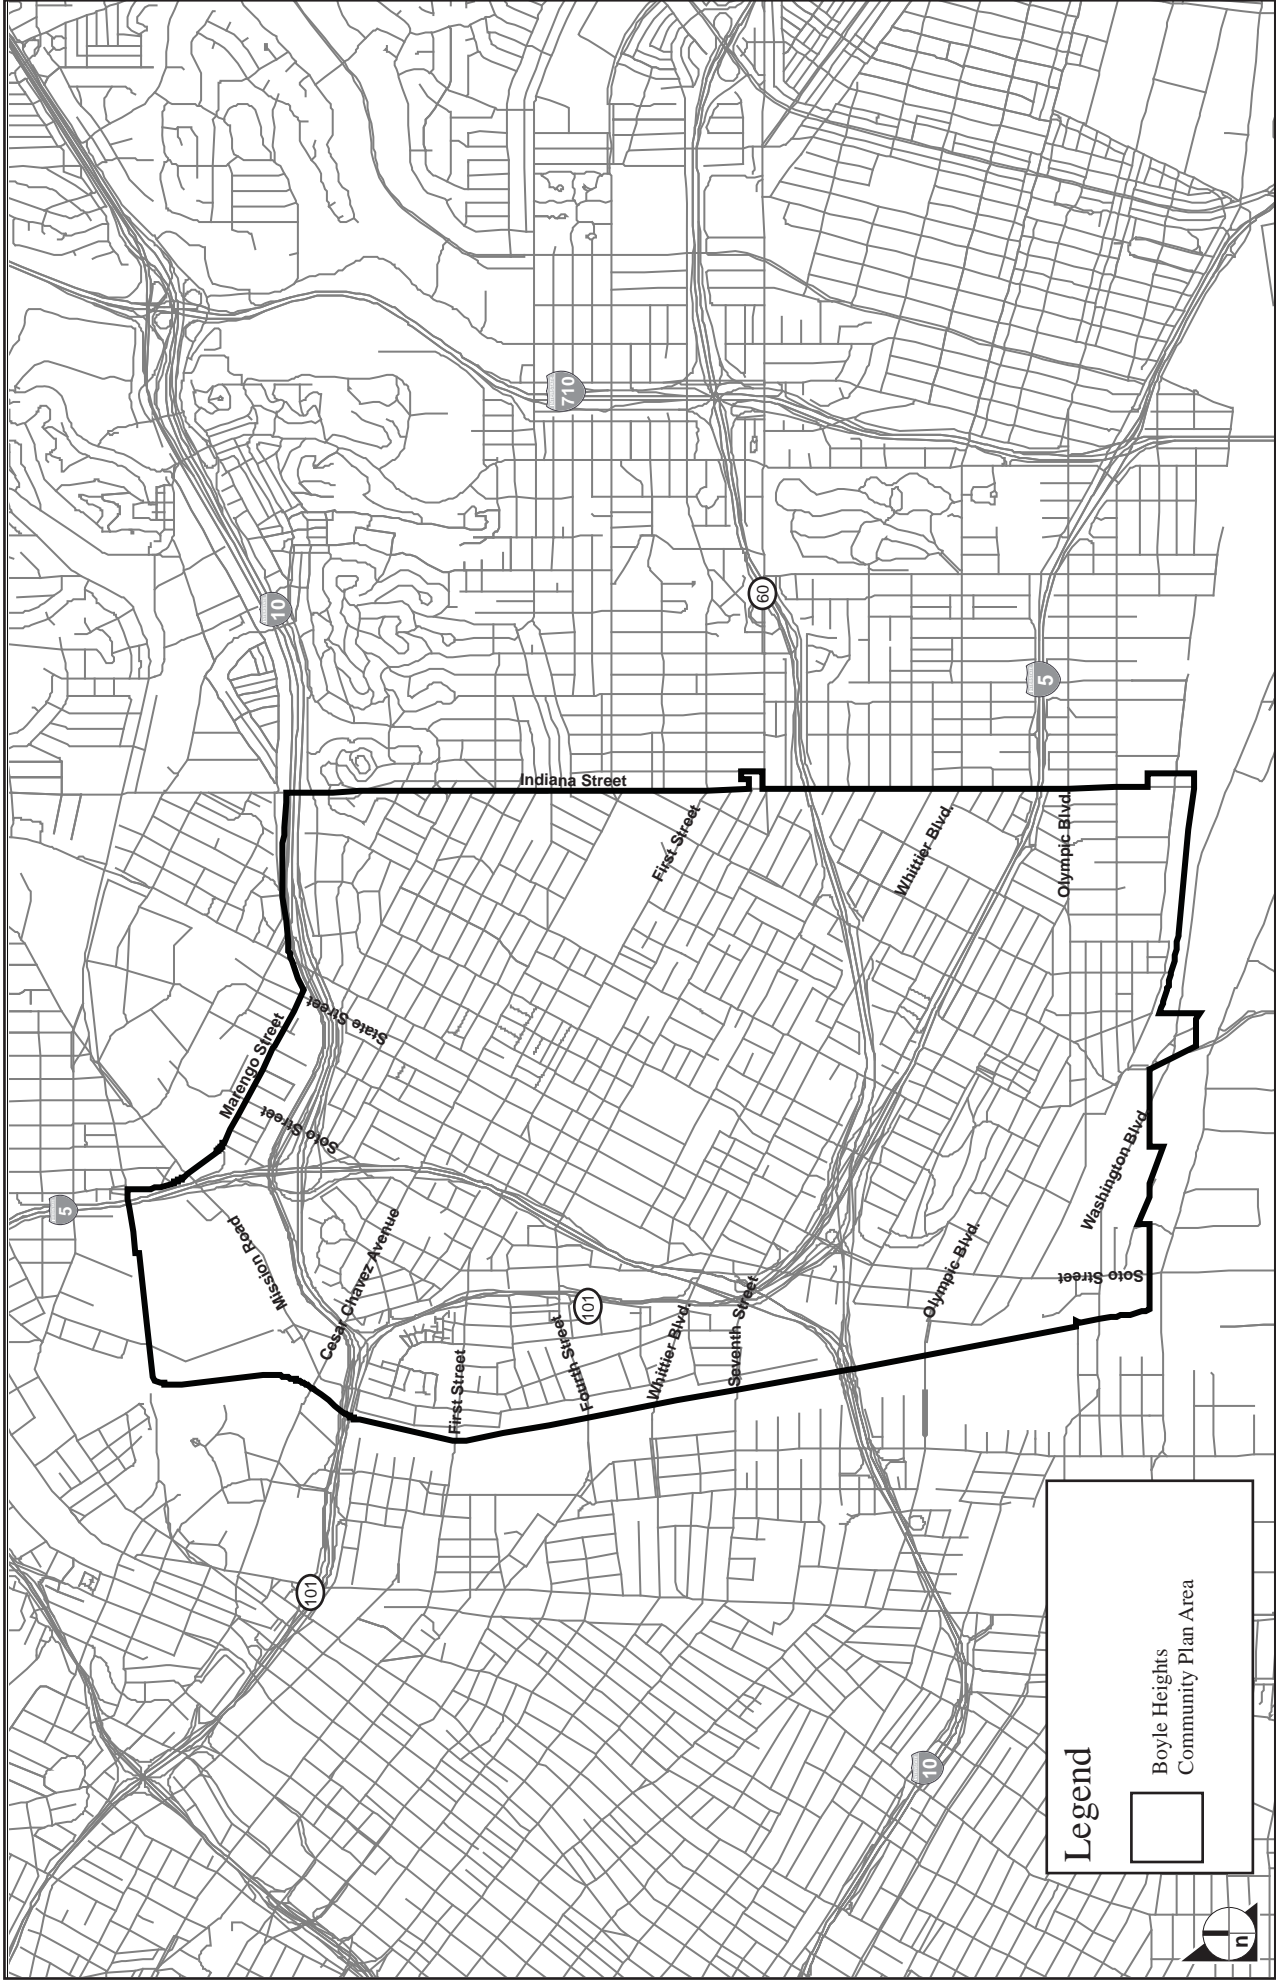 5
Marengo Street
State Street
Soto Street
Mission Road
Cesar Chavez Avenue
10
Indiana Street
710
First Street
First Street
101
Fourth Street
101
Whittier Blvd.
Seventh Street
60
Whittier Blvd.
5
Olympic Blvd.
Olympic Blvd.
Washington Blvd.
Soto Street
10
Legend
Boyle Heights
Community Plan Area
n